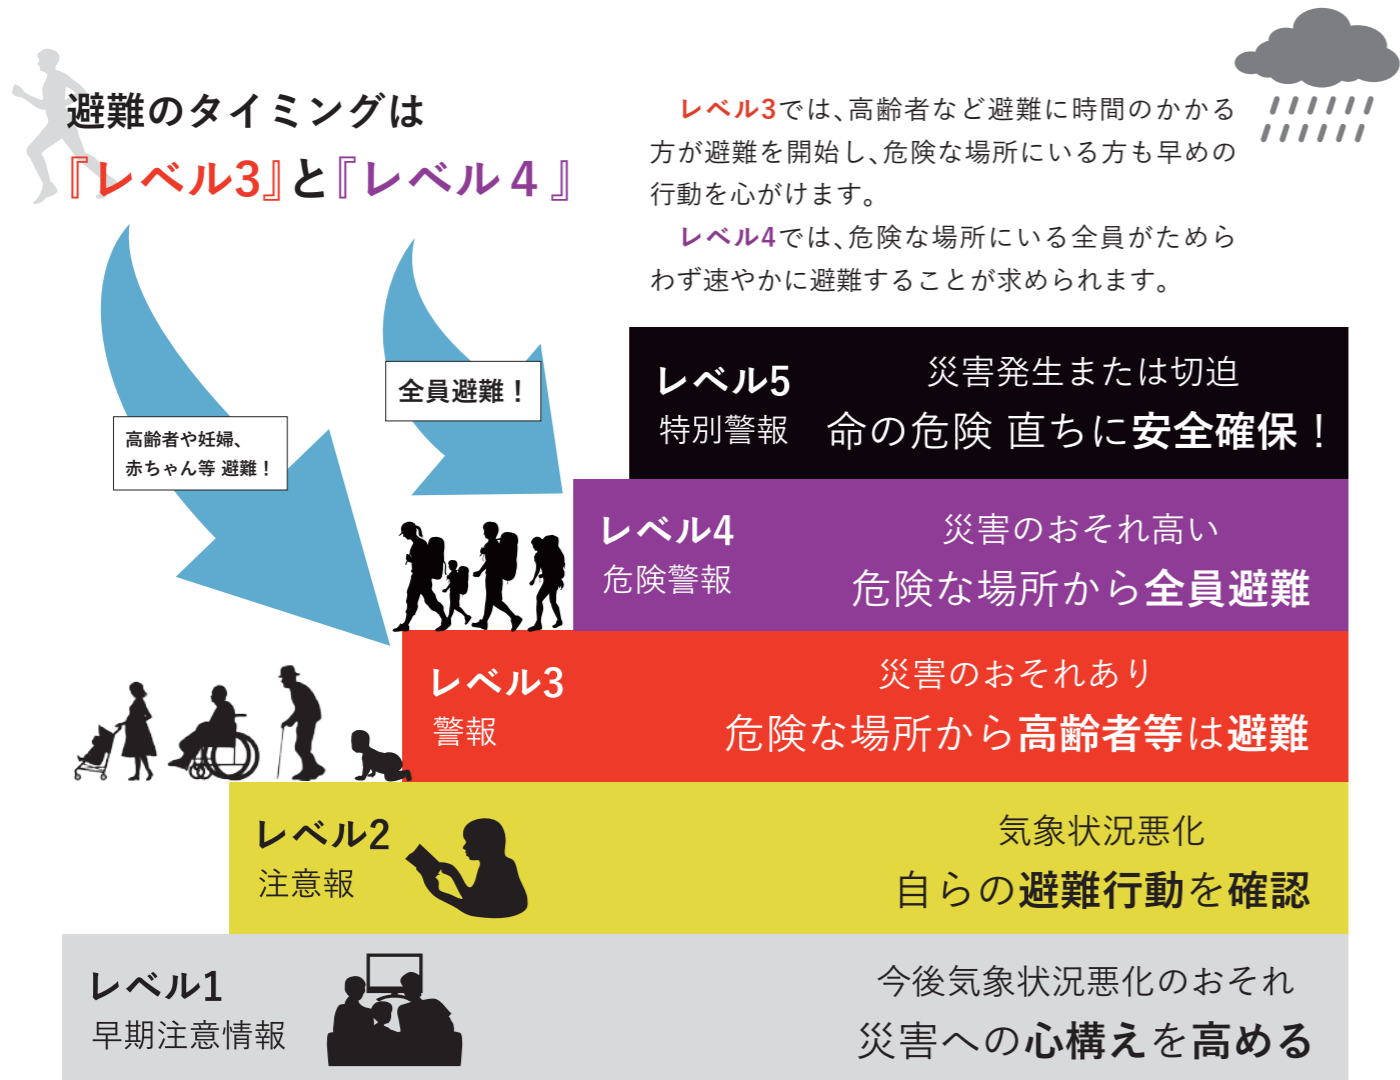 避難のタイミングは
『レベル3』と『レベル４』
レベル3では、高齢者など避難に時間のかかる
方が避難を開始し、危険な場所にいる方も早めの
行動を心がけます。
レベル4では、危険な場所にいる全員がためら
わず速やかに避難することが求められます。
全員避難！
高齢者や妊婦、
赤ちゃん等 避難！
レベル5
特別警報
災害発生または切迫
命の危険 直ちに安全確保！
レベル4
危険警報
災害のおそれ高い
危険な場所から全員避難
レベル3
警報
災害のおそれあり
危険な場所から高齢者等は避難
レベル2
注意報
気象状況悪化
自らの避難行動を確認
レベル1
早期注意情報
今後気象状況悪化のおそれ
災害への心構えを高める